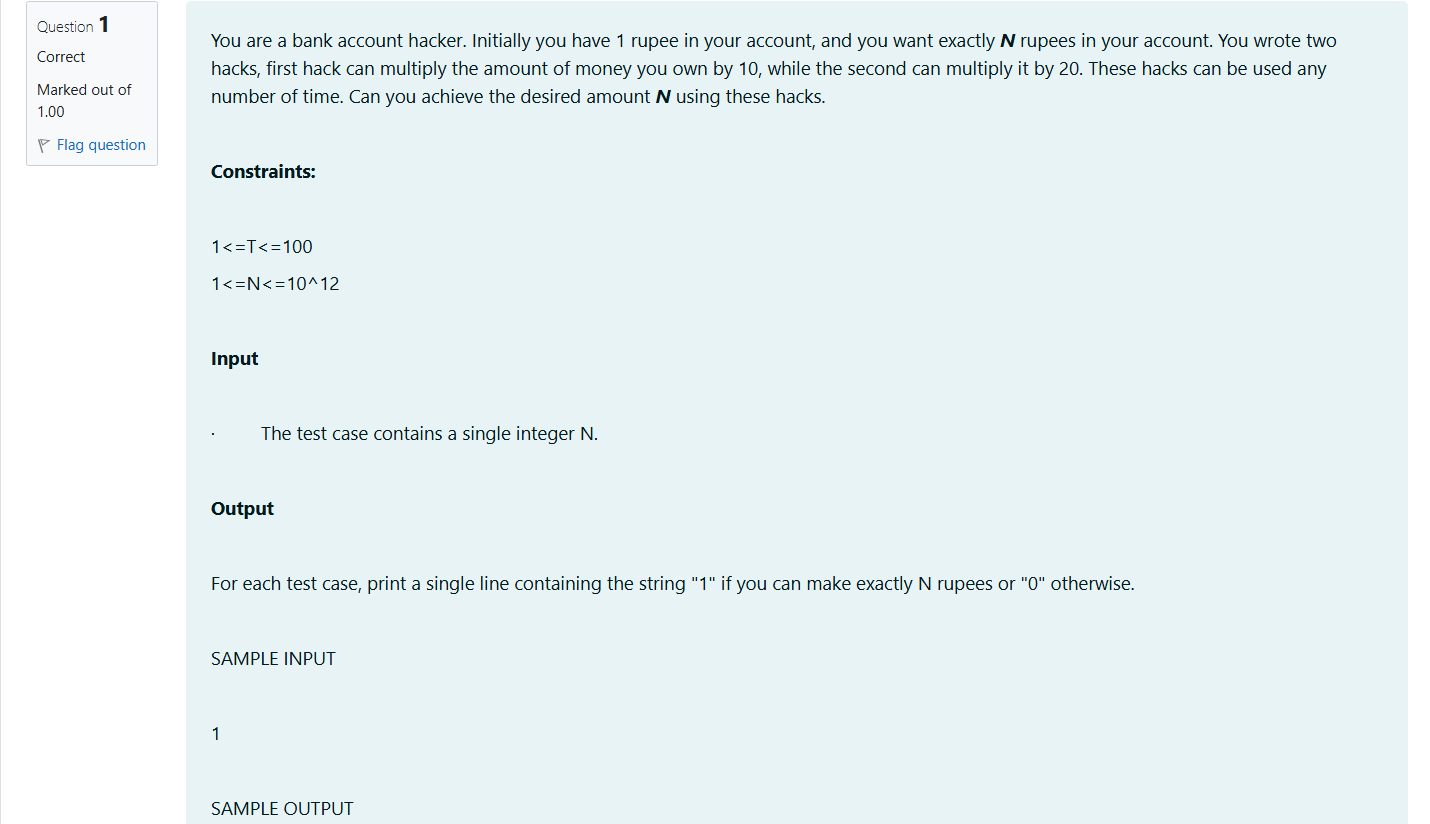 Question 1
Correct
Marked out of
1.00
Flag question
You are a bank account hacker. Initially you have 1 rupee in your account, and you want exactly N rupees in your account. You wrote two
hacks, first hack can multiply the amount of money you own by 10, while the second can multiply it by 20. These hacks can be used any
number of time. Can you achieve the desired amount N using these hacks.
Constraints:
1<=T<=100
1<=N<=10^12
Input
· The test case contains a single integer N.
Output
For each test case, print a single line containing the string "1" if you can make exactly N rupees or "0" otherwise.
SAMPLE INPUT
1
SAMPLE OUTPUT